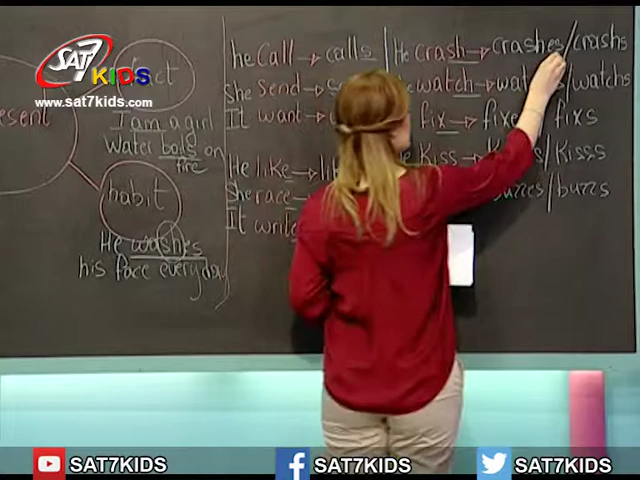 SAT7 KIDS
www.sat7kids.com
fact
esent
I am a girl
Water boils on
fire
habit
He washes
his face everyday
he Call → calls
She Send →
It want →
He like →
She race →
It write
He crash → crashes/crashs
watch → /watchs
fix → fixe / fixs
Kiss → /Kisss
buzzes/buzzs
SAT7KIDS
SAT7KIDS
SAT7KIDS